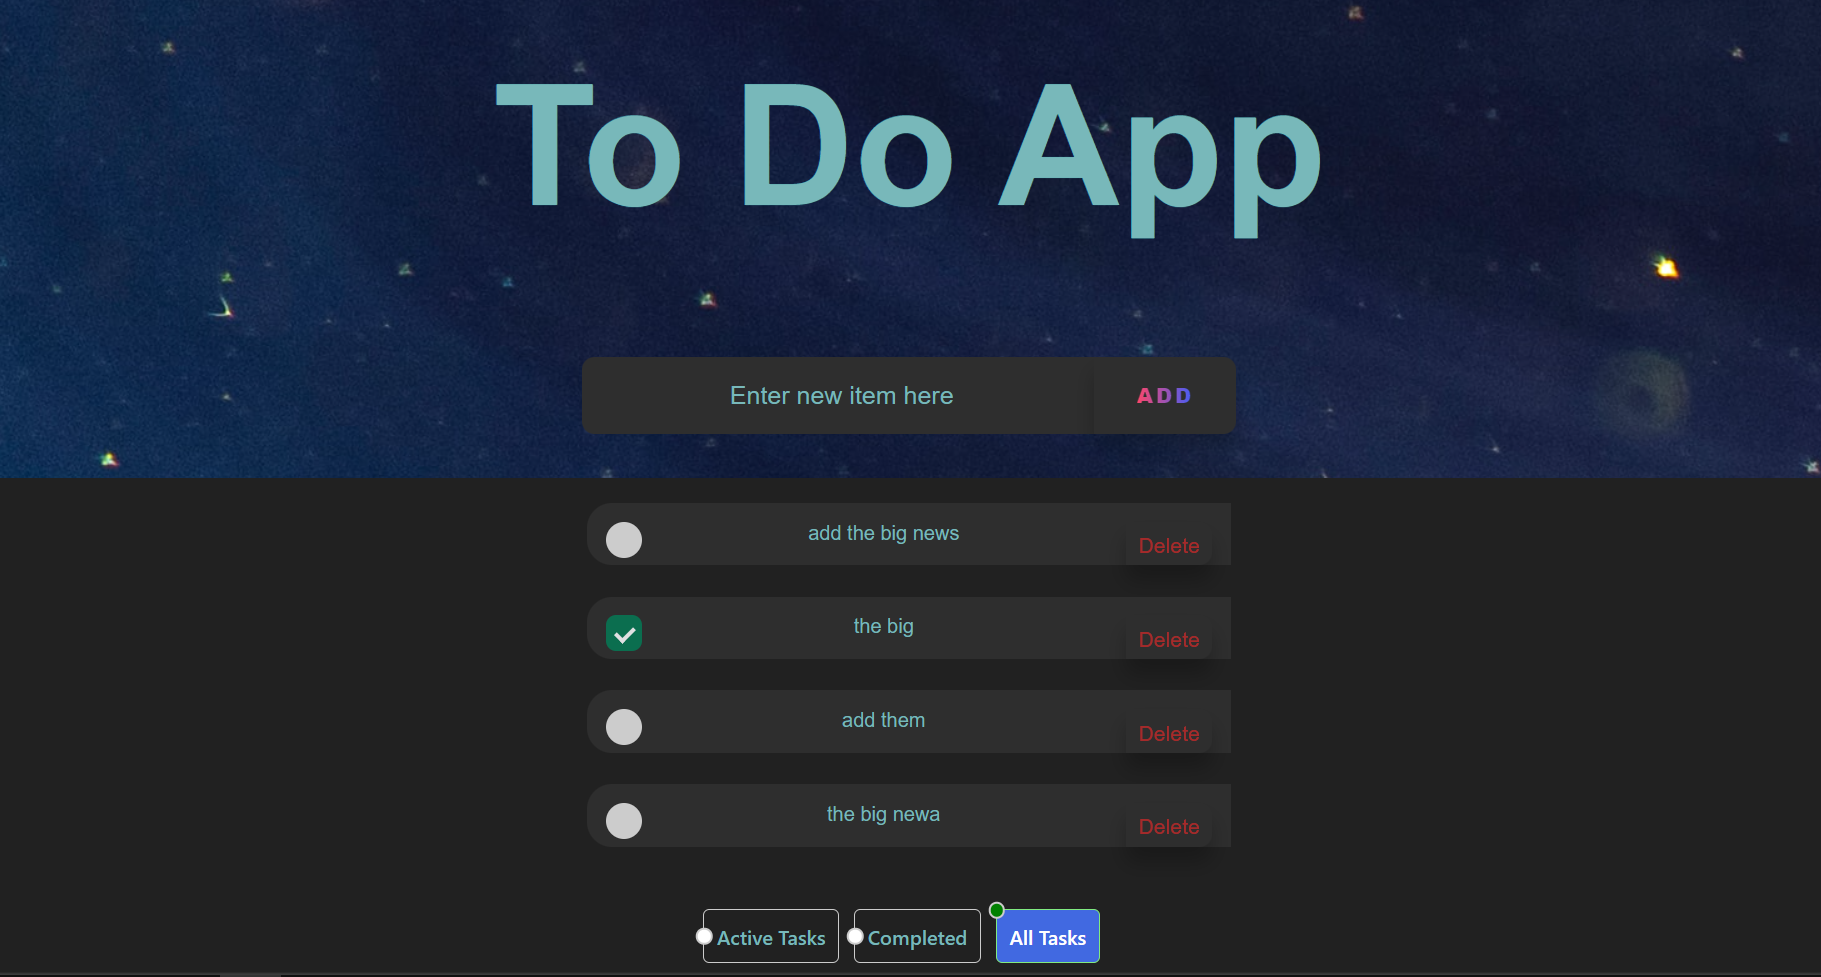 To Do App
Enter new item here
ADD
add the big news
Delete
the big
Delete
add them
Delete
the big newa
Delete
Active Tasks
Completed
All Tasks